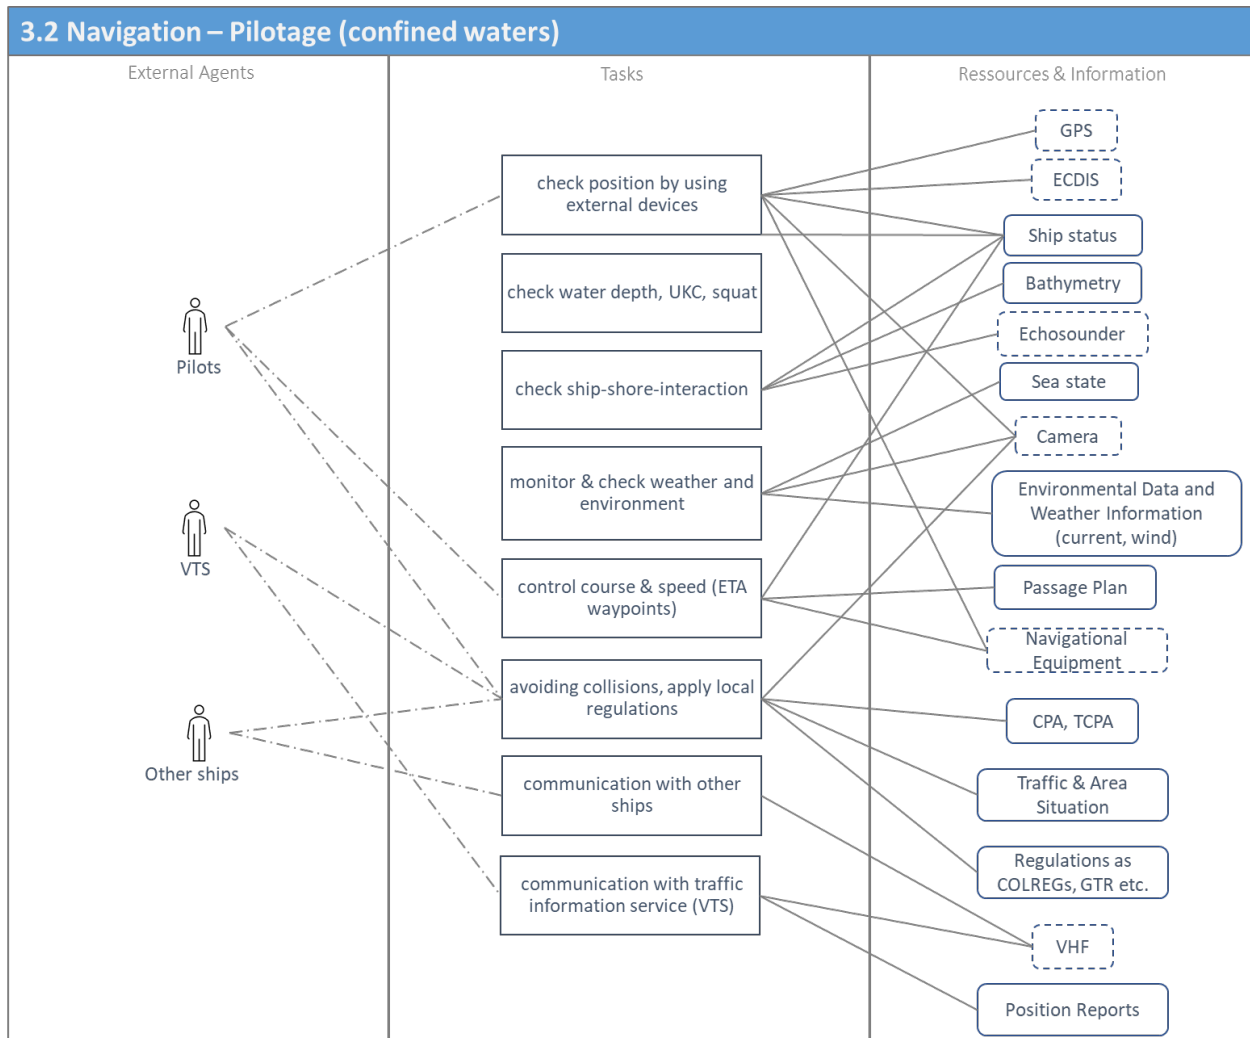 3.2 Navigation – Pilotage (confined waters)
External Agents
Tasks
Ressources & Information
Pilots
VTS
Other ships
check position by using
external devices
check water depth, UKC, squat
check ship-shore-interaction
monitor & check weather and
environment
control course & speed (ETA
waypoints)
avoiding collisions, apply local
regulations
communication with other
ships
communication with traffic
information service (VTS)
GPS
ECDIS
Ship status
Bathymetry
Echosounder
Sea state
Camera
Environmental Data and
Weather Information
(current, wind)
Passage Plan
Navigational
Equipment
CPA, TCPA
Traffic & Area
Situation
Regulations as
COLREGs, GTR etc.
VHF
Position Reports